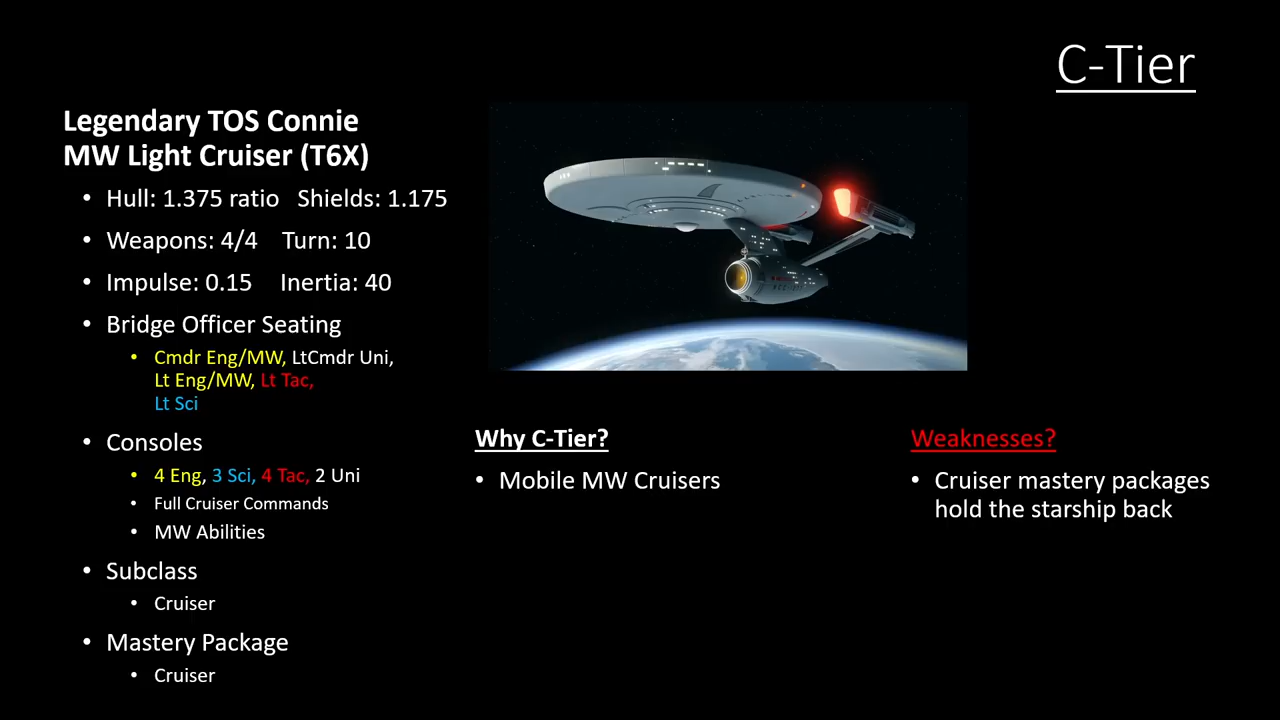 C-Tier
Legendary TOS Connie
MW Light Cruiser (T6X)
• Hull: 1.375 ratio Shields: 1.175
• Weapons: 4/4 Turn: 10
• Impulse: 0.15 Inertia: 40
• Bridge Officer Seating
• Cmdr Eng/MW, LtCmdr Uni,
Lt Eng/MW, Lt Tac,
Lt Sci
• Consoles
• 4 Eng, 3 Sci, 4 Tac, 2 Uni
• Full Cruiser Commands
• MW Abilities
• Subclass
• Cruiser
• Mastery Package
• Cruiser
Why C-Tier?
• Mobile MW Cruisers
Weaknesses?
• Cruiser mastery packages
hold the starship back